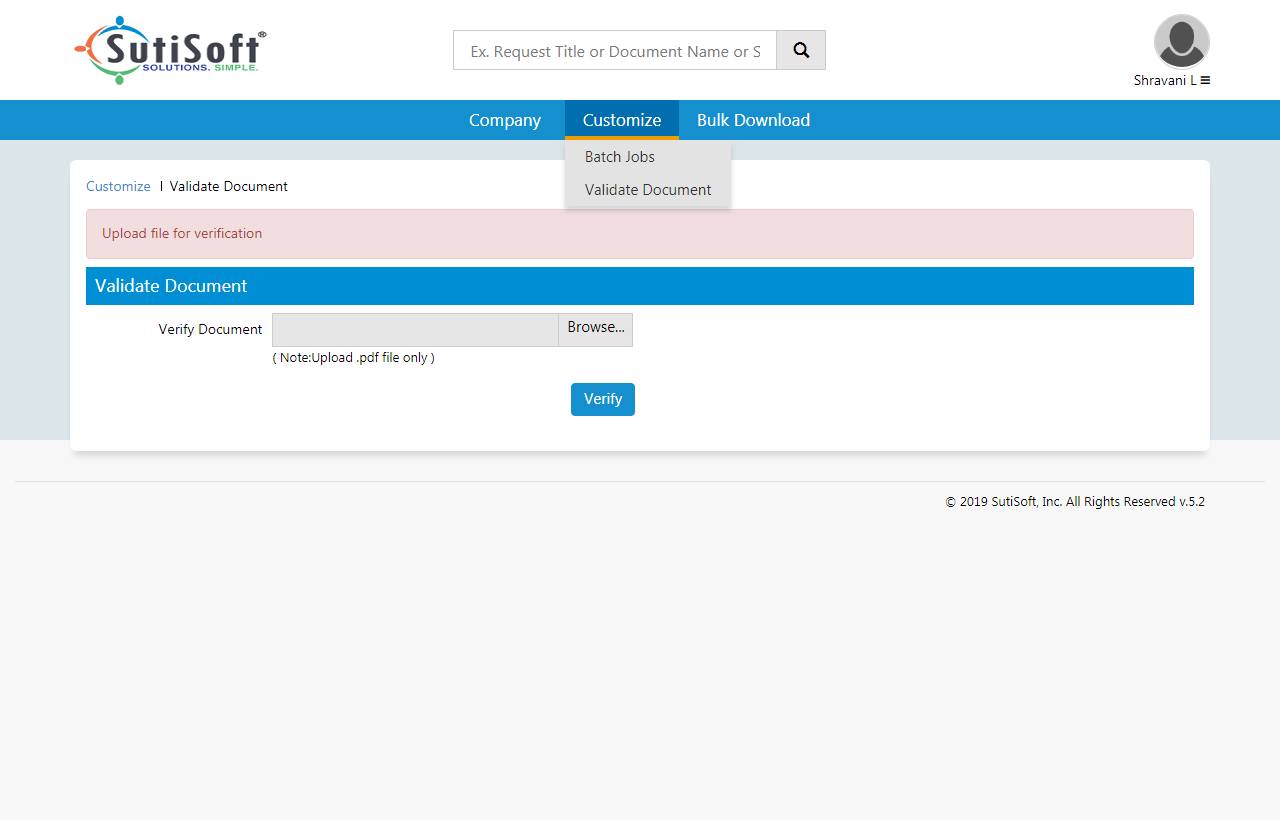 SutiSoft®
SOLUTIONS. SIMPLE.
Ex. Request Title or Document Name or S
Shravani L
Company Customize Bulk Download
Batch Jobs
Validate Document
Customize | Validate Document
Upload file for verification
Validate Document
Verify Document Browse...
( Note:Upload .pdf file only )
Verify
© 2019 SutiSoft, Inc. All Rights Reserved v.5.2